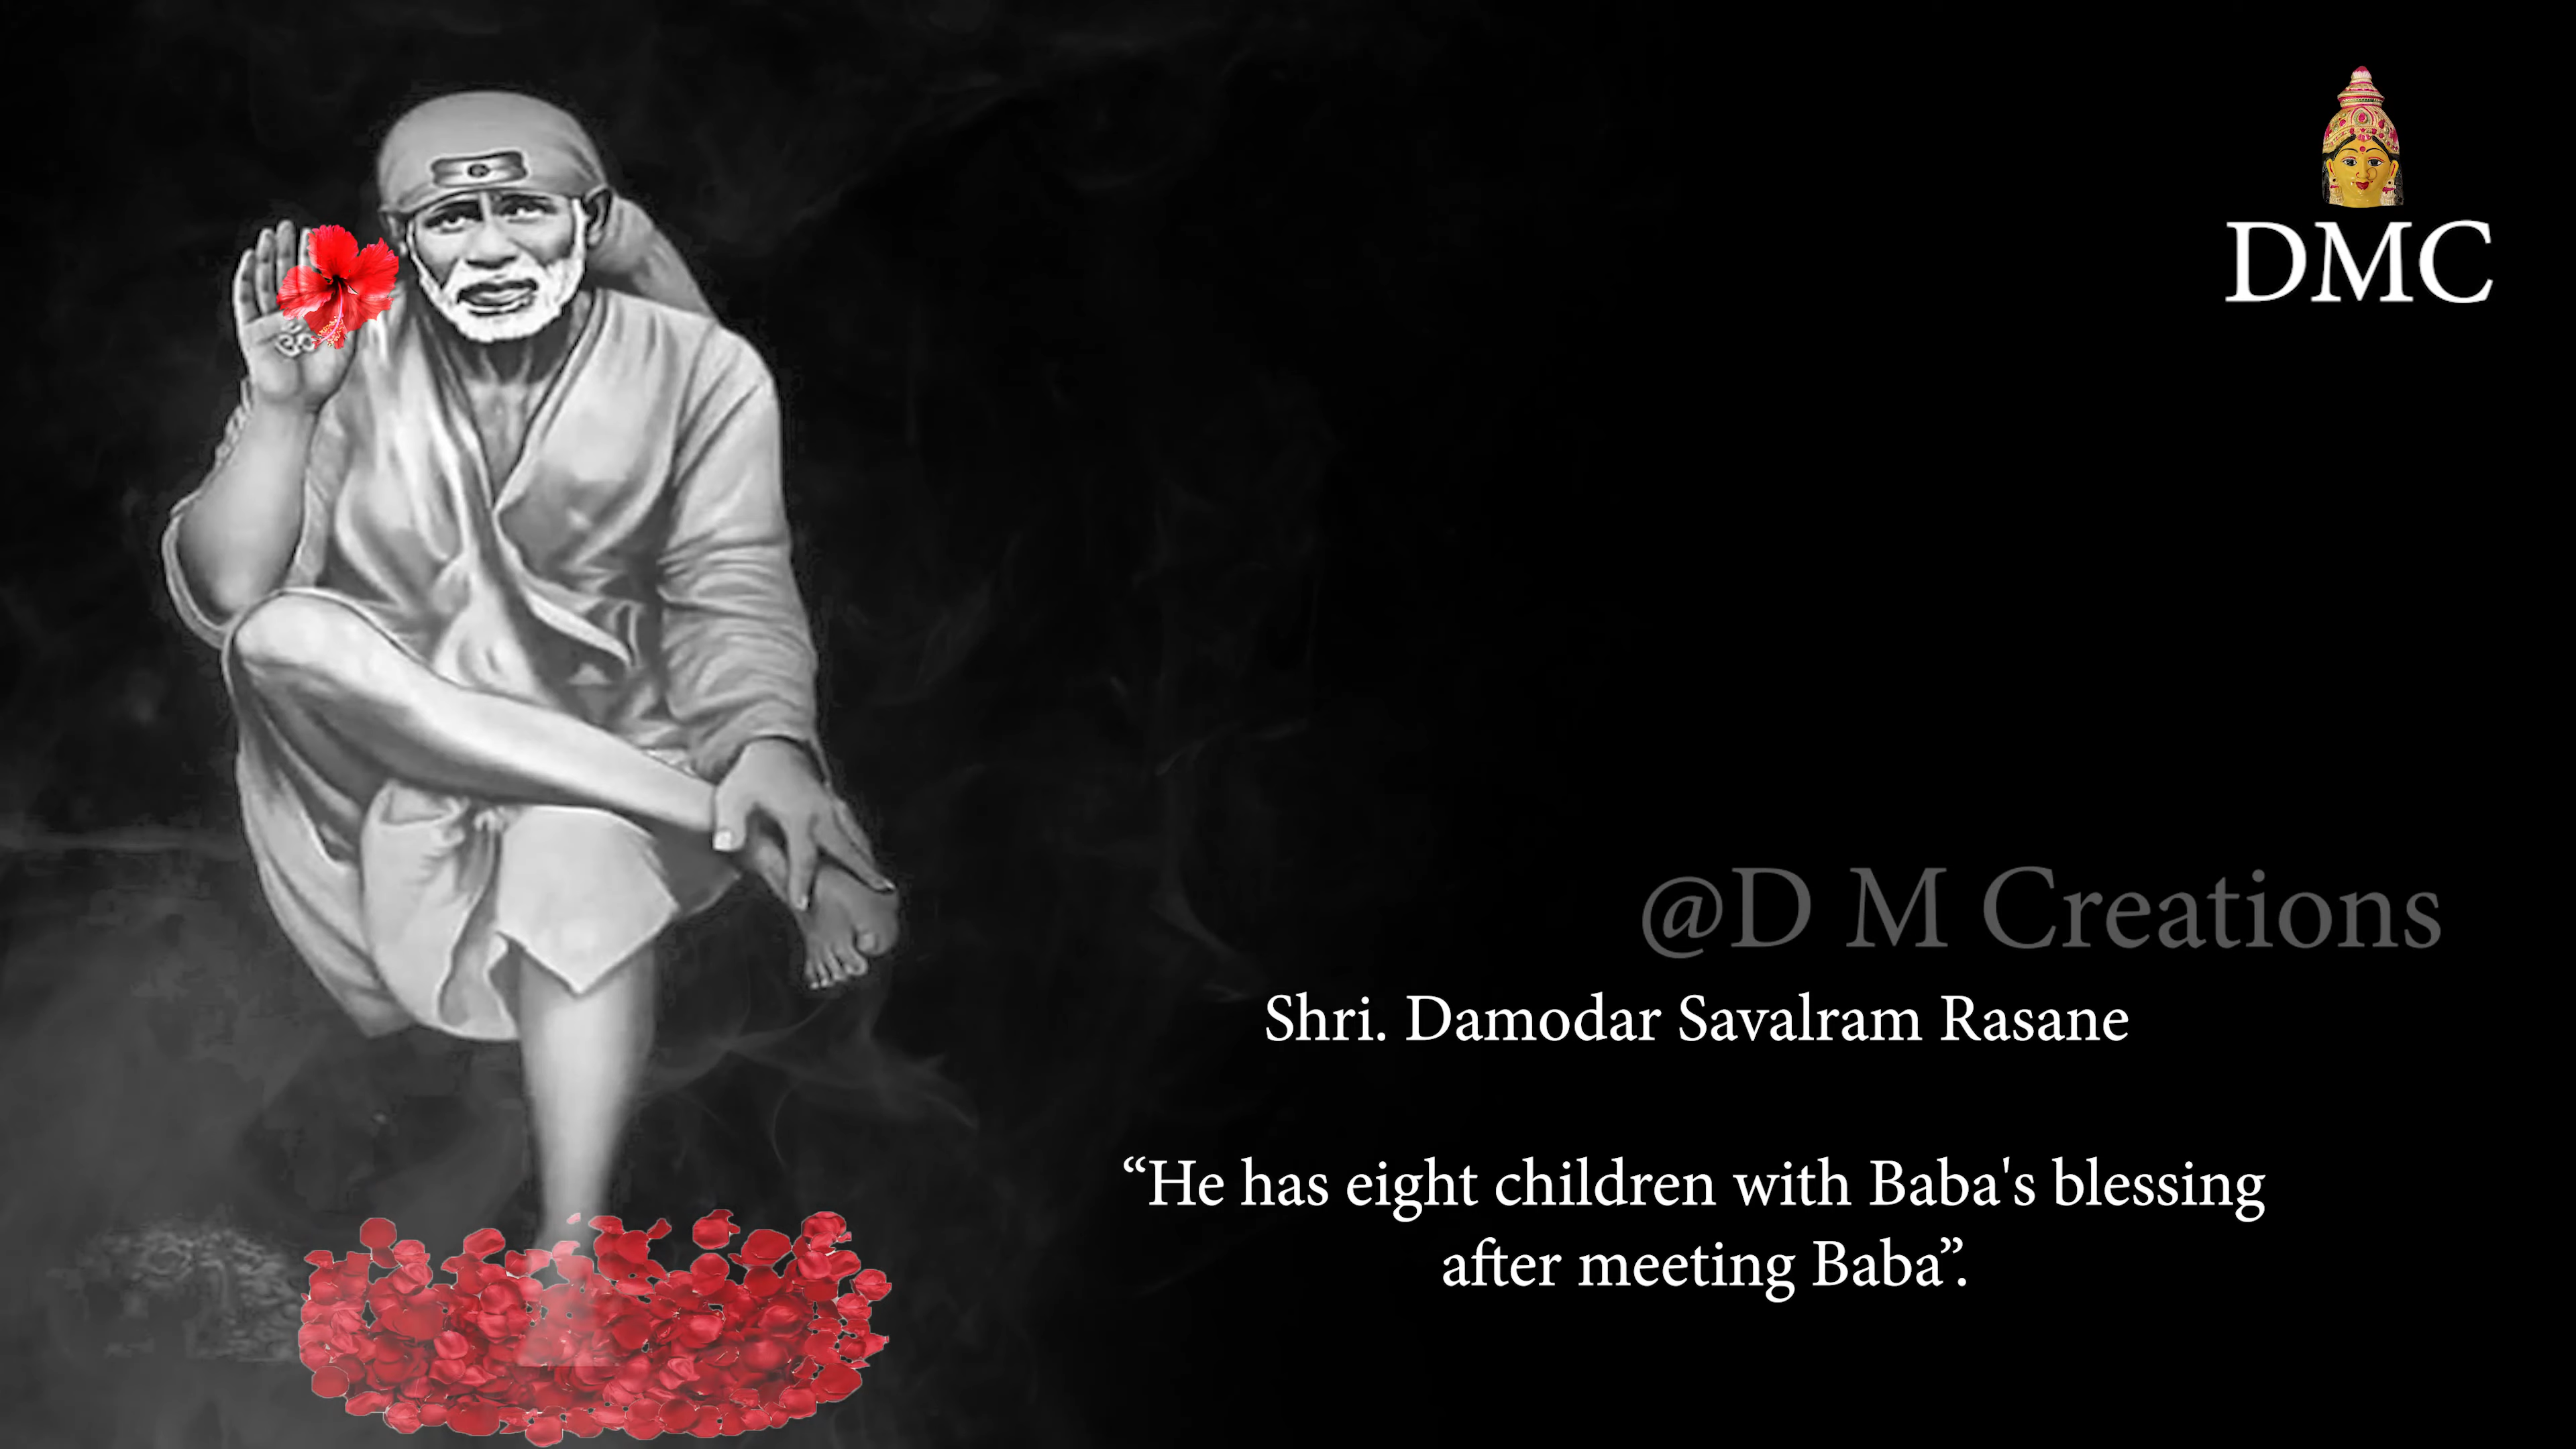 DMC
@D M Creations
Shri. Damodar Savalram Rasane
“He has eight children with Baba's blessing
after meeting Baba”.